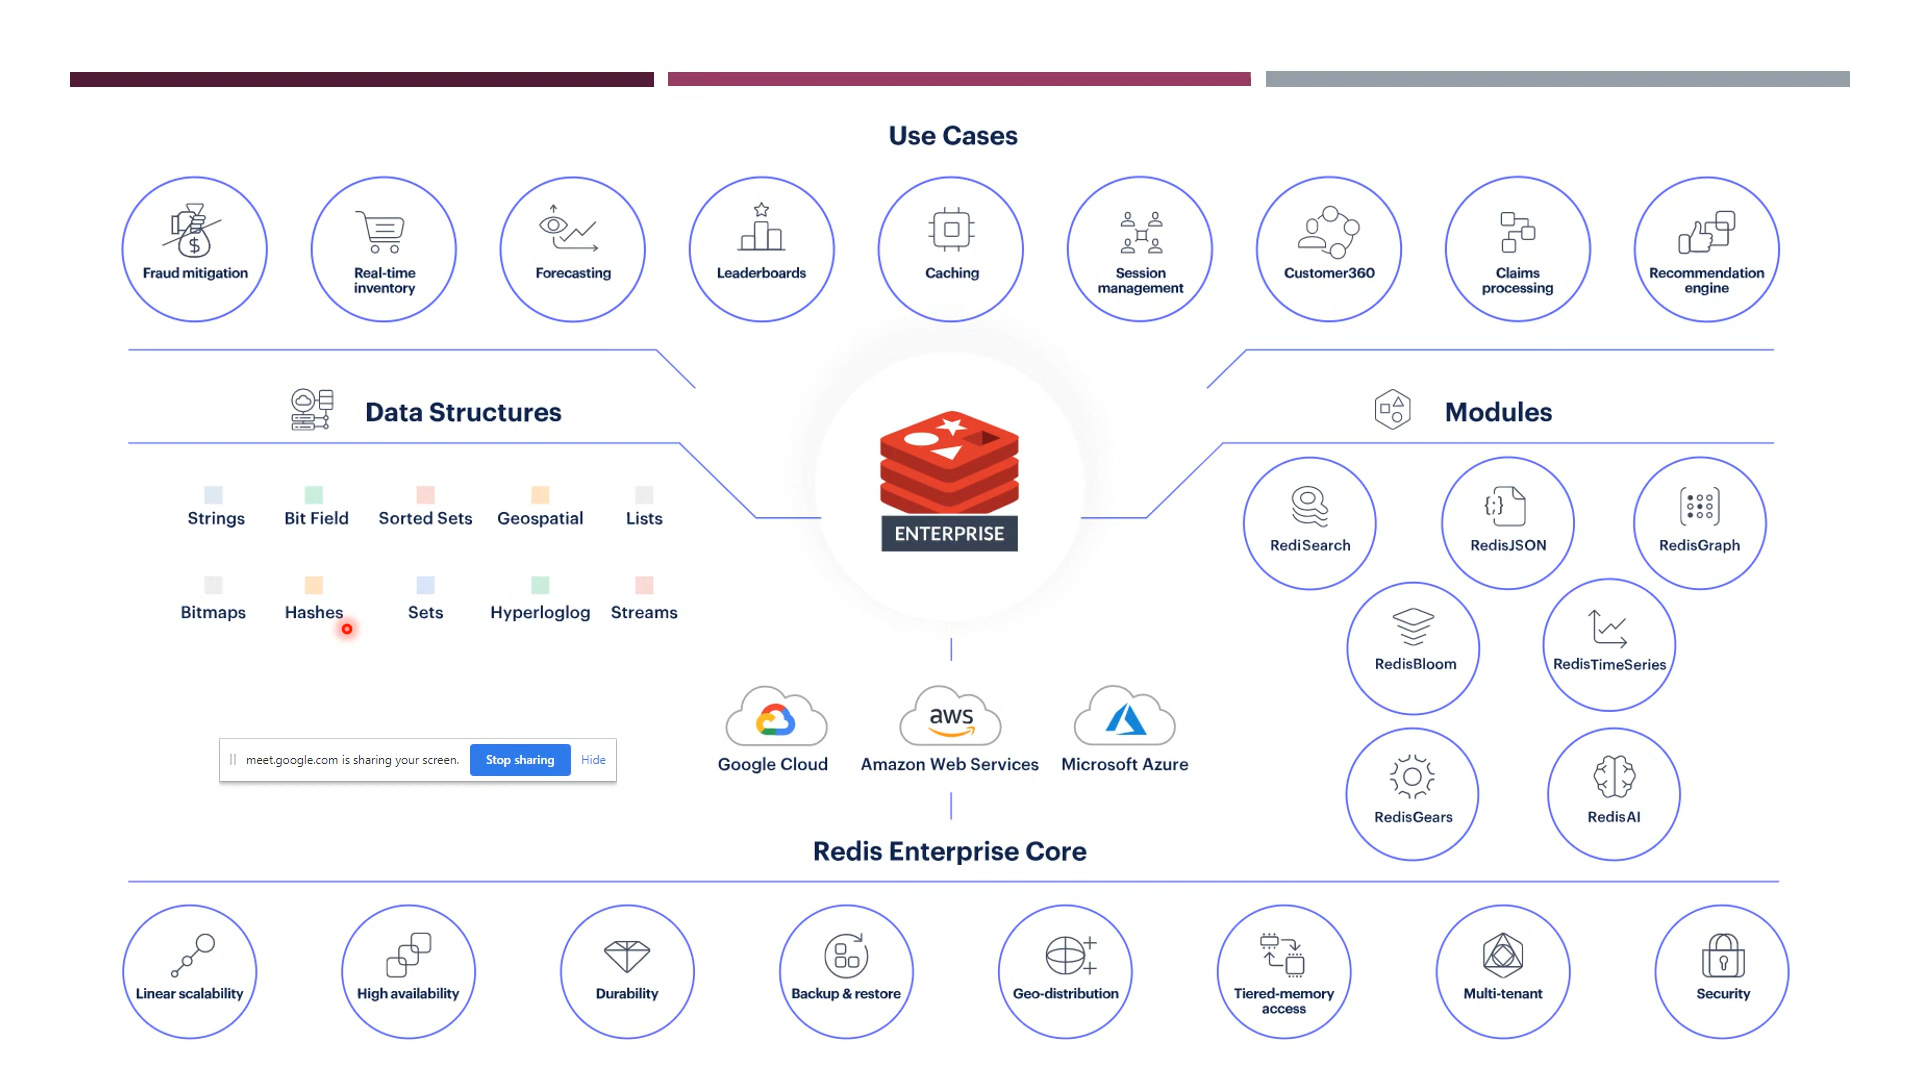 Use Cases
Fraud mitigation
Real-time
inventory
Forecasting
Leaderboards
Caching
Session
management
Customer360
Claims
processing
Recommendation
engine
Data Structures
Strings
Bit Field
Sorted Sets
Geospatial
Lists
Bitmaps
Hashes
Sets
Hyperloglog
Streams
ENTERPRISE
Modules
RediSearch
RedisJSON
RedisGraph
RedisBloom
RedisTimeSeries
RedisGears
RedisAI
aws
Google Cloud
Amazon Web Services
Microsoft Azure
meet.google.com is sharing your screen.
Stop sharing
Hide
Redis Enterprise Core
Linear scalability
High availability
Durability
Backup & restore
Geo-distribution
Tiered-memory
access
Multi-tenant
Security